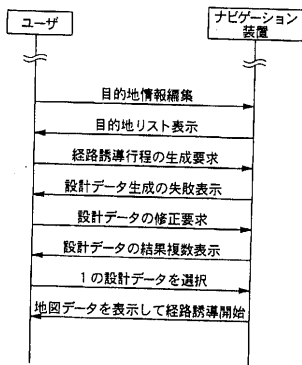 ユーザ
ナビゲーション
装置
目的地情報編集
目的地リスト表示
経路誘導行程の生成要求
設計データ生成の失敗表示
設計データの修正要求
設計データの結果複数表示
1の設計データを選択
地図データを表示して経路誘導開始